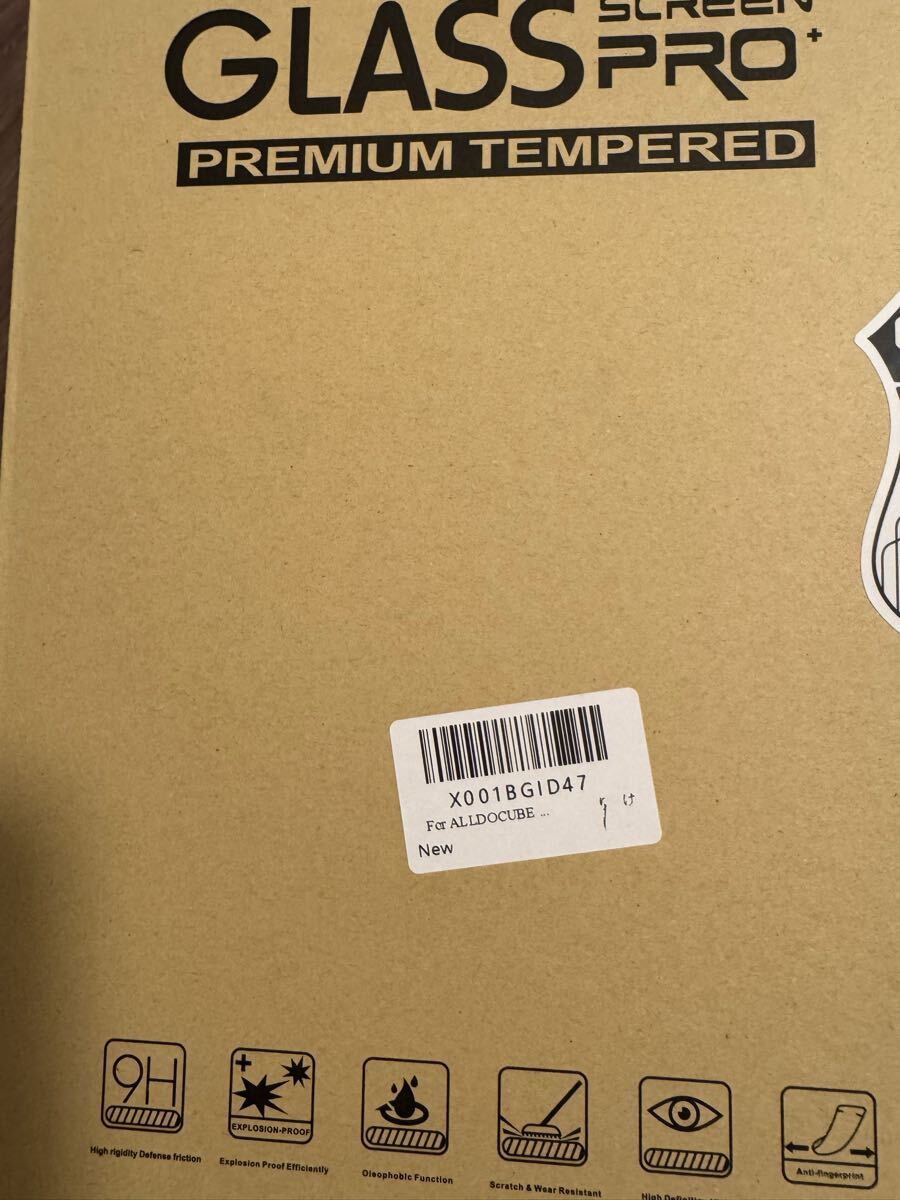 GLASS
SCREEN
PRO+
PREMIUM TEMPERED
X001BGID47
For ALLDOCUBE ...
け
New
9H
EXPLOSION-PROOF
Anti-fingerprint
High rigidity Defense friction
Explosion Proof Efficiently
Oleophobic Function
Scratch & Wear Resistant